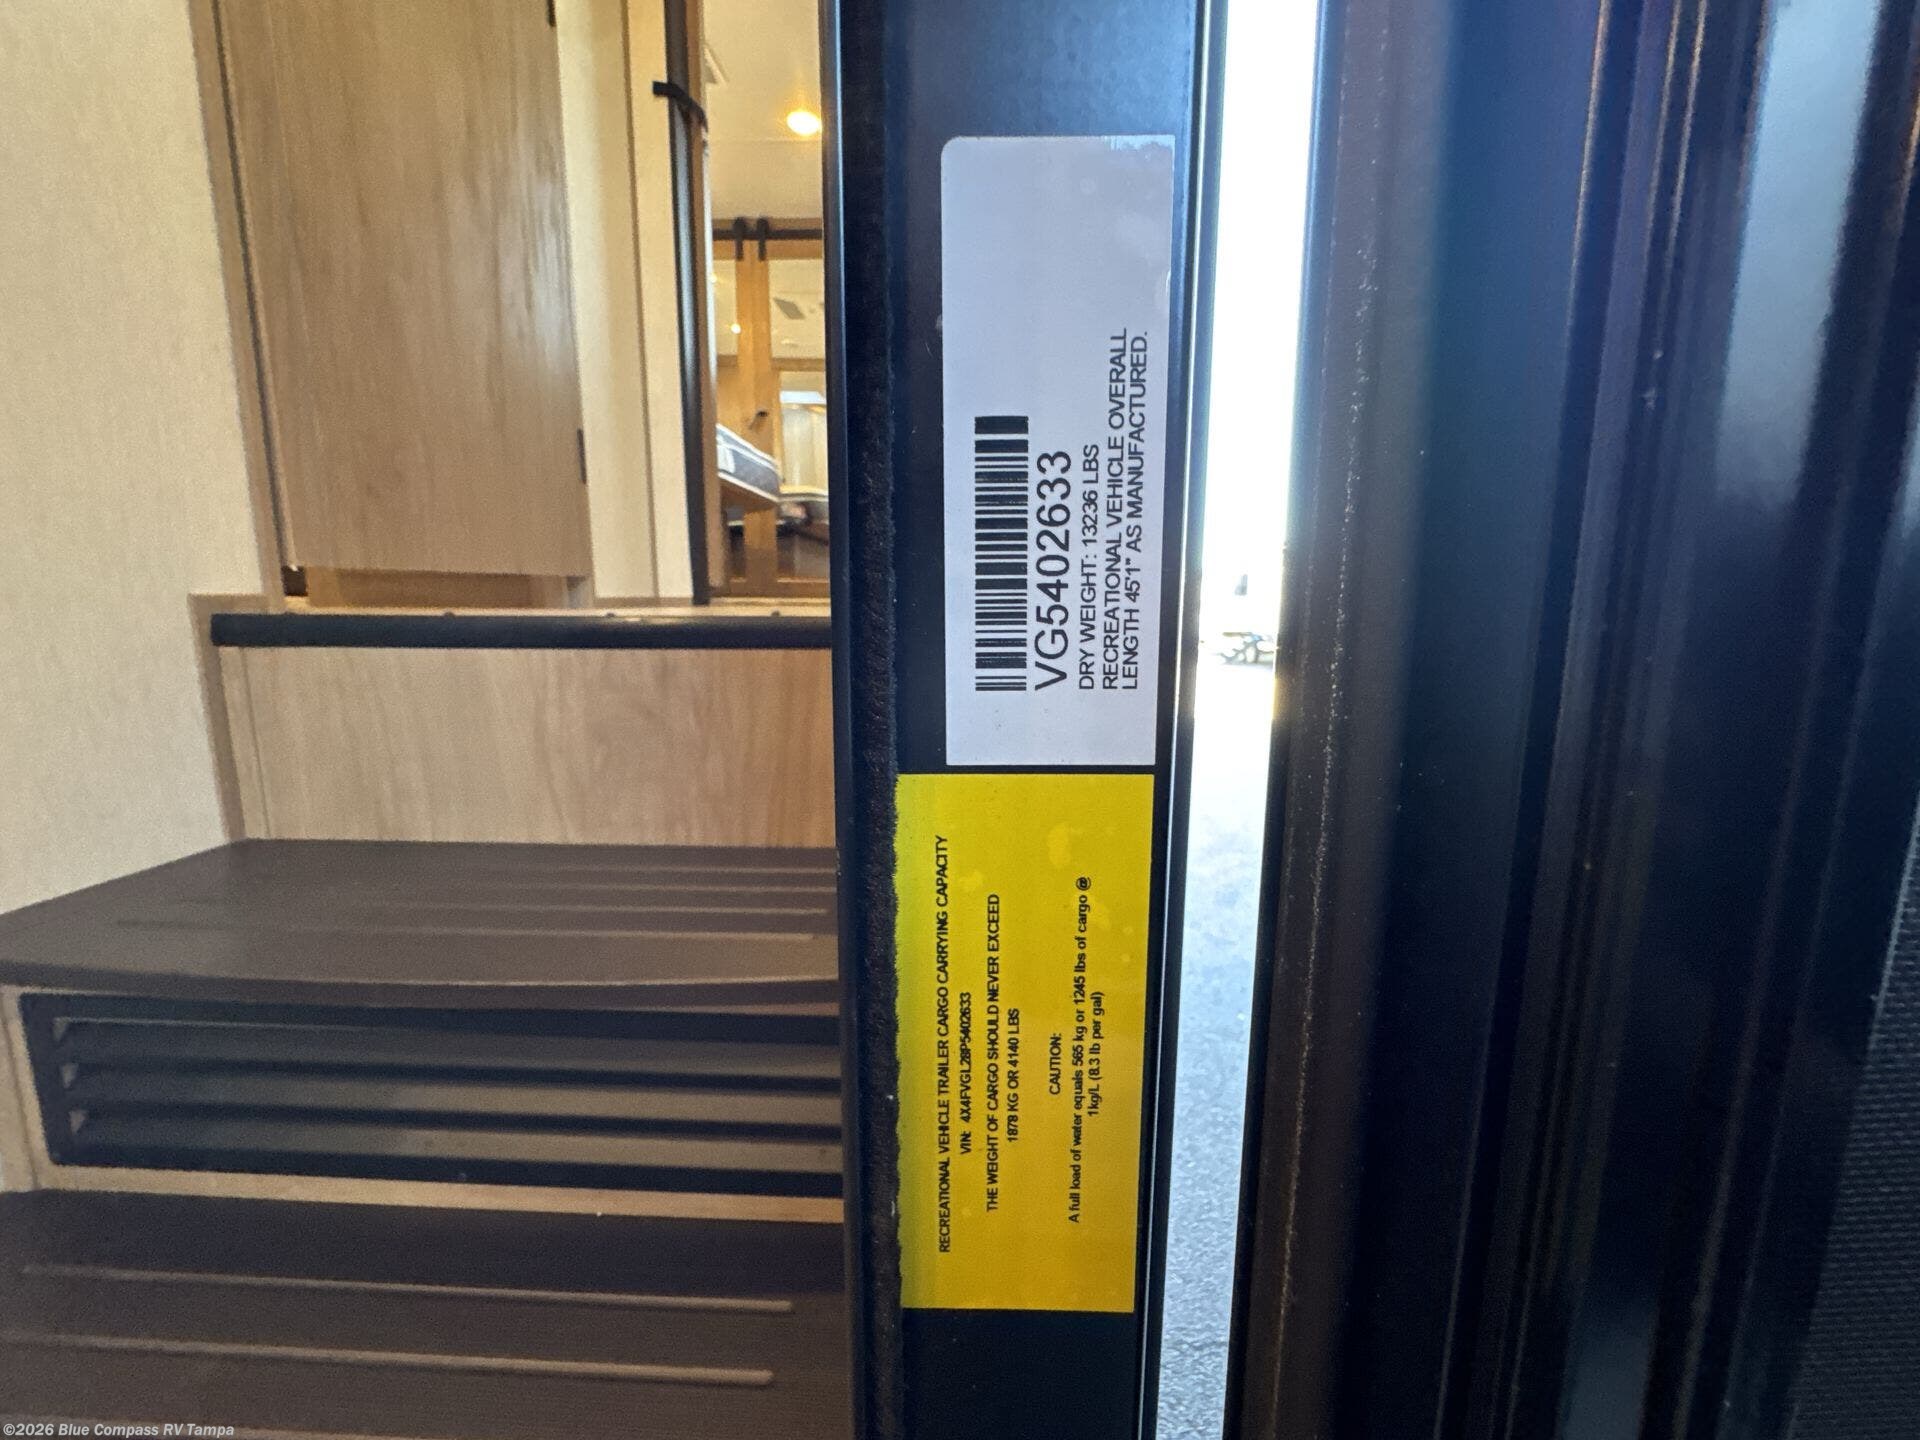 VG5402633
DRY WEIGHT: 13236 LBS
RECREATIONAL VEHICLE OVERALL
LENGTH 45'1" AS MANUFACTURED.
RECREATIONAL VEHICLE TRAILER CARGO CARRYING CAPACITY
VIN: 4X4FVGL28P5402633
THE WEIGHT OF CARGO SHOULD NEVER EXCEED
1878 KG OR 4140 LBS
CAUTION:
A full load of water equals 565 kg or 1245 lbs of cargo @
1kg/L (8.3 lb per gal)
©2026 Blue Compass RV Tampa